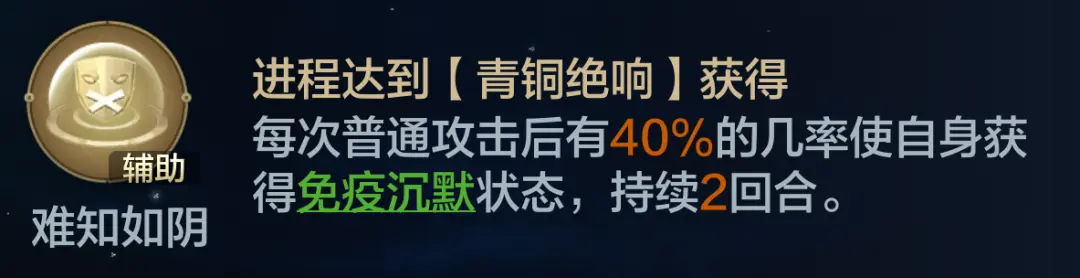 辅助
难知如阴
进程达到【青铜绝响】获得
每次普通攻击后有40%的几率使自身获
得免疫沉默状态，持续2回合。